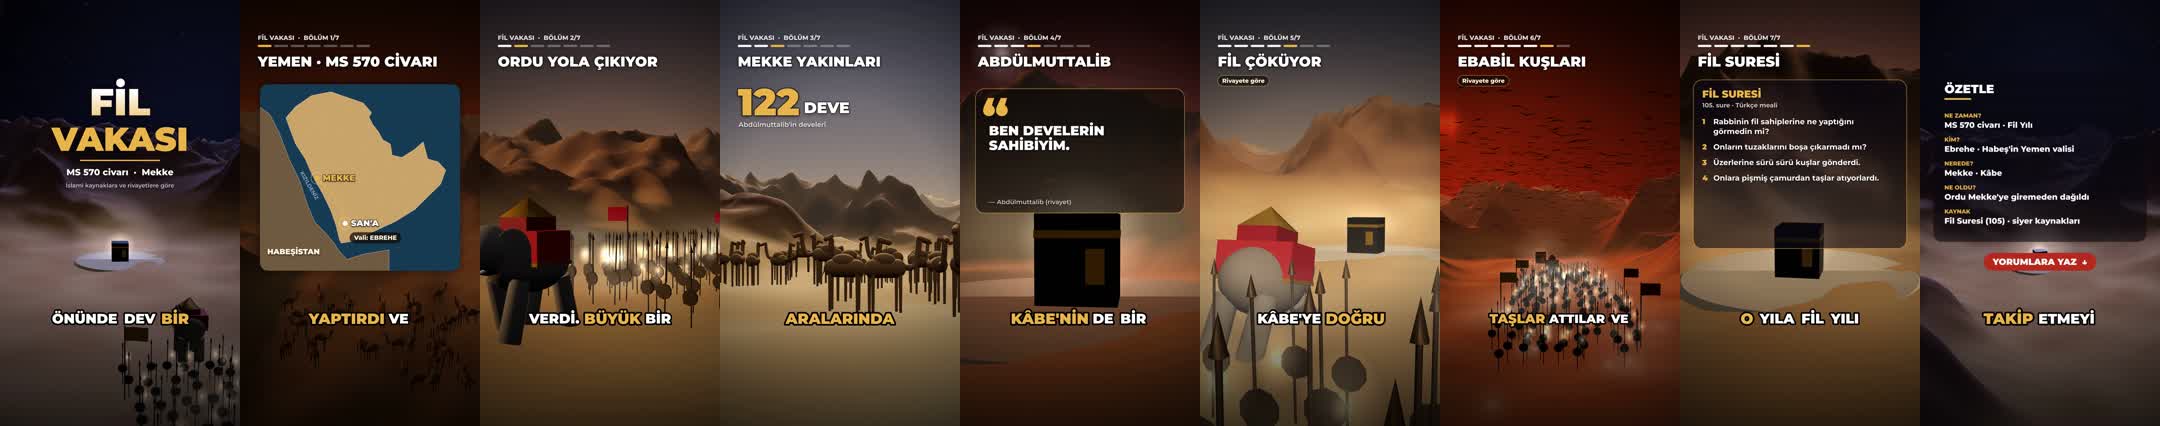 FİL
VAKASI
MS 570 civarı · Mekke
İslami kaynaklara ve rivayetlere göre
ÖNÜNDE DEV BİR
FİL VAKASI · BÖLÜM 1/7
YEMEN · MS 570 CİVARI
MEKKE
KIZILDENİZ
SAN'A
Vali: EBREHE
HABEŞİSTAN
YAPTIRDI VE
FİL VAKASI · BÖLÜM 2/7
ORDU YOLA ÇIKIYOR
VERDİ. BÜYÜK BİR
FİL VAKASI · BÖLÜM 3/7
MEKKE YAKINLARI
122 DEVE
Abdülmuttalib'in develeri
ARALARINDA
FİL VAKASI · BÖLÜM 4/7
ABDÜLMUTTALİB
“
BEN DEVELERİN
SAHİBİYİM.
— Abdülmuttalib (rivayet)
KÂBE'NİN DE BİR
FİL VAKASI · BÖLÜM 5/7
FİL ÇÖKÜYOR
Rivayete göre
KÂBE'YE DOĞRU
FİL VAKASI · BÖLÜM 6/7
EBABİL KUŞLARI
Rivayete göre
TAŞLAR ATTILAR VE
FİL VAKASI · BÖLÜM 7/7
FİL SURESİ
FİL SURESİ
105. sure · Türkçe meali
1 Rabbinin fil sahiplerine ne yaptığını
görmedin mi?
2 Onların tuzaklarını boşa çıkarmadı mı?
3 Üzerlerine sürü sürü kuşlar gönderdi.
4 Onlara pişmiş çamurdan taşlar atıyorlardı.
O YILA FİL YILI
ÖZETLE
NE ZAMAN?
MS 570 civarı · Fil Yılı
KİM?
Ebrehe · Habeş'in Yemen valisi
NEREDE?
Mekke · Kâbe
NE OLDU?
Ordu Mekke'ye giremeden dağıldı
KAYNAK
Fil Suresi (105) · siyer kaynakları
YORUMLARA YAZ ↓
TAKİP ETMEYİ